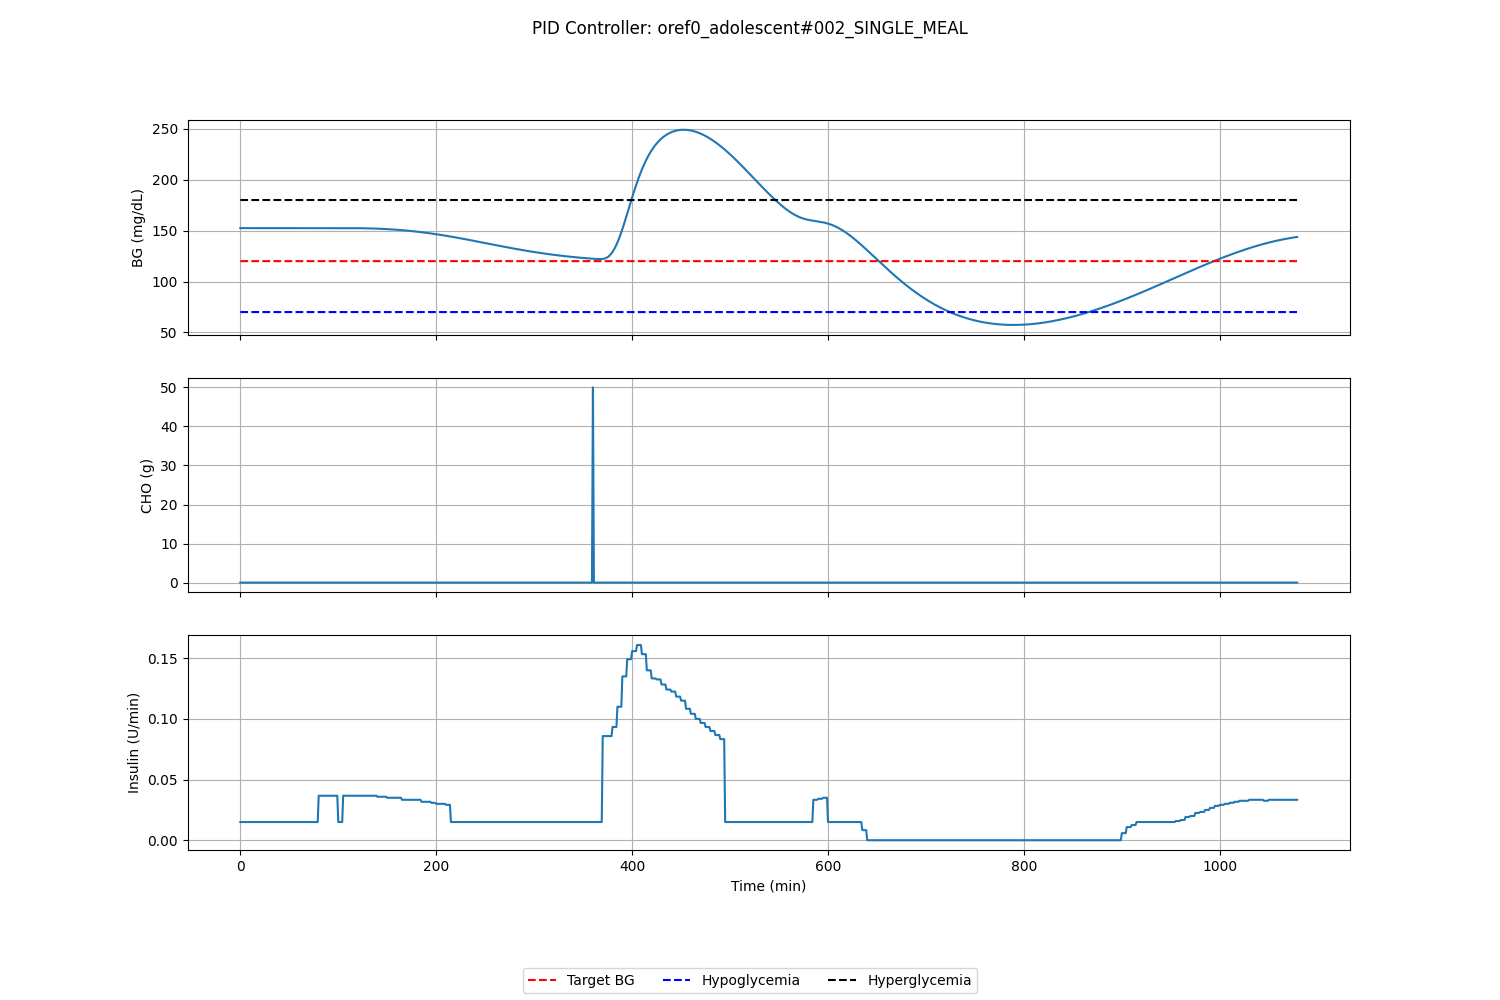 PID Controller: oref0_adolescent#002_SINGLE_MEAL
250
200
150
100
50
BG (mg/dL)
50
40
30
20
10
0
CHO (g)
0.15
0.10
0.05
0.00
Insulin (U/min)
0 200 400 600 800 1000
Time (min)
Target BG Hypoglycemia Hyperglycemia